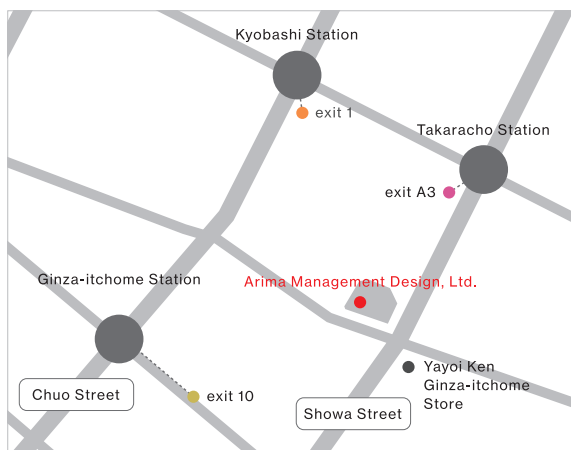 Kyobashi Station
exit 1
Takaracho Station
exit A3
Ginza-itchome Station
Arima Management Design, Ltd.
Yayoi Ken
Ginza-itchome
Store
Chuo Street
exit 10
Showa Street